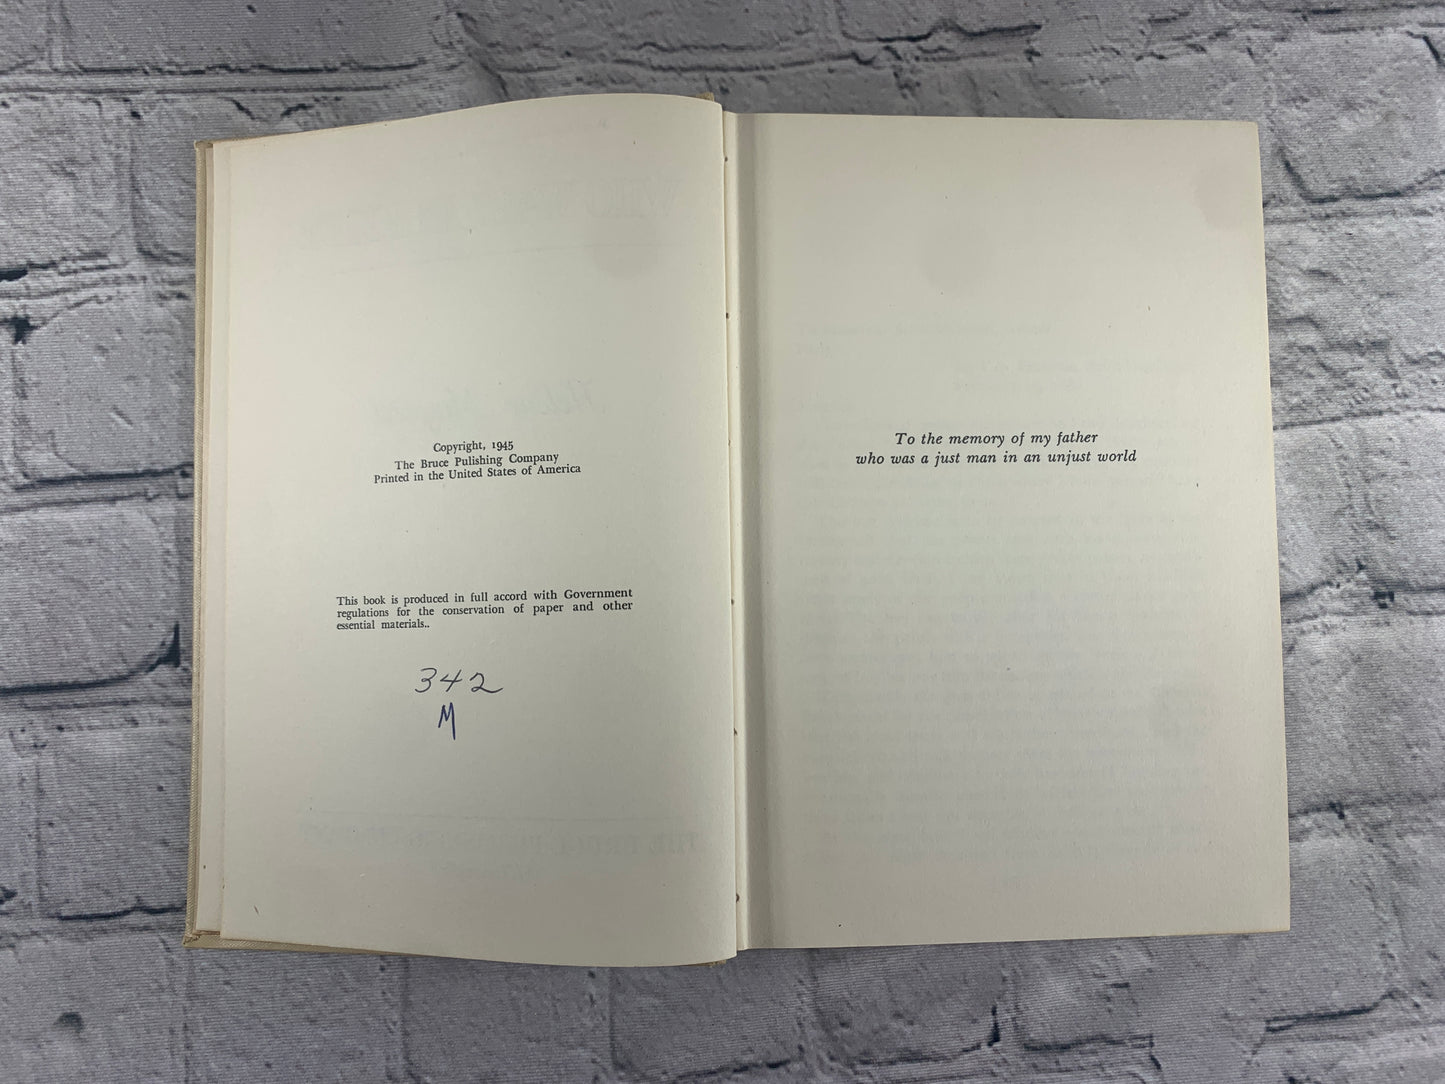 Copyright, 1945
The Bruce Pulishing Company
Printed in the United States of America
This book is produced in full accord with Government
regulations for the conservation of paper and other
essential materials..
342
M
To the memory of my father
who was a just man in an unjust world